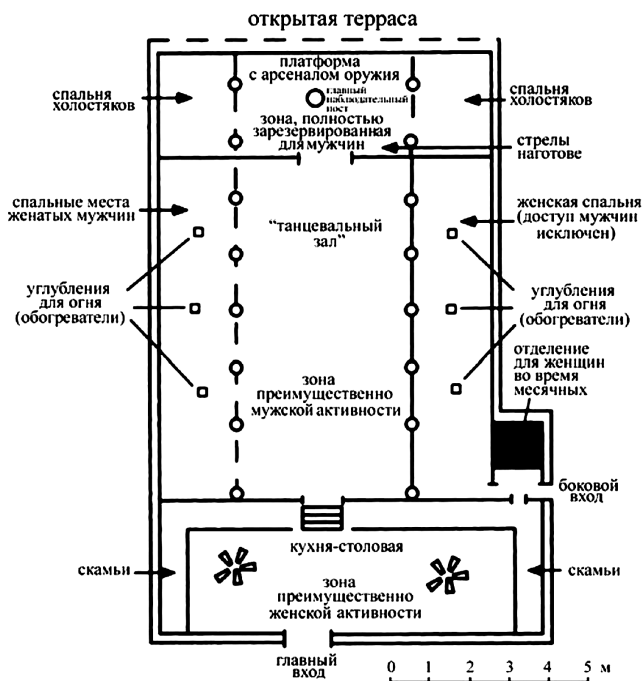 открытая терраса
платформа
с арсеналом оружия
главный
наблюдательный
пост
спальня
холостяков
спальня
холостяков
зона, полностью
зарезервированная
для мужчин
стрелы
наготове
спальные места
женатых мужчин
“танцевальный
зал”
женская спальня
(доступ мужчин
исключен)
углубления
для огня
(обогреватели)
углубления
для огня
(обогреватели)
отделение
для женщин
во время
месячных
зона
преимущественно
мужской активности
боковой
вход
кухня-столовая
скамьи
скамьи
зона
преимущественно
женской активности
главный
вход
0 1 2 3 4 5 м